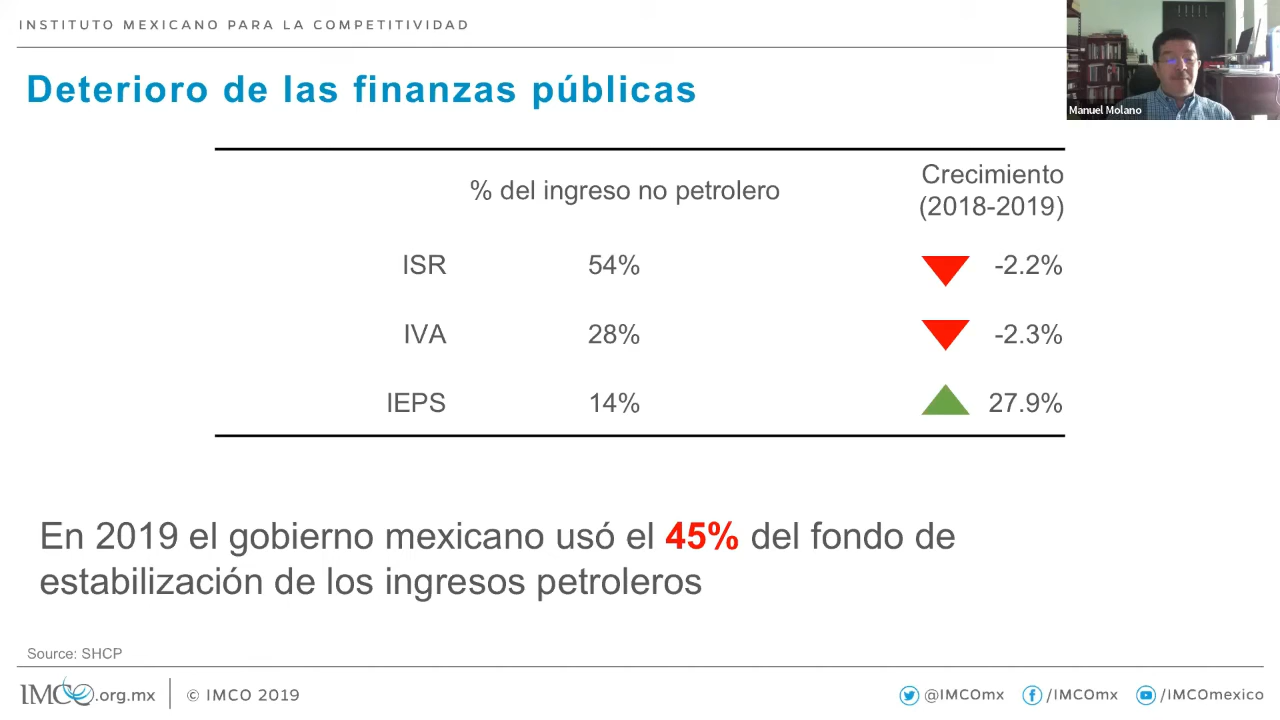 INSTITUTO MEXICANO PARA LA COMPETITIVIDAD
Deterioro de las finanzas públicas
Manuel Molano
% del ingreso no petrolero
Crecimiento
(2018-2019)
ISR 54% -2.2%
IVA 28% -2.3%
IEPS 14% 27.9%
En 2019 el gobierno mexicano usó el 45% del fondo de
estabilización de los ingresos petroleros
Source: SHCP
IMCO.org.mx © IMCO 2019 @IMCOmx /IMCOmx /IMCOmexico